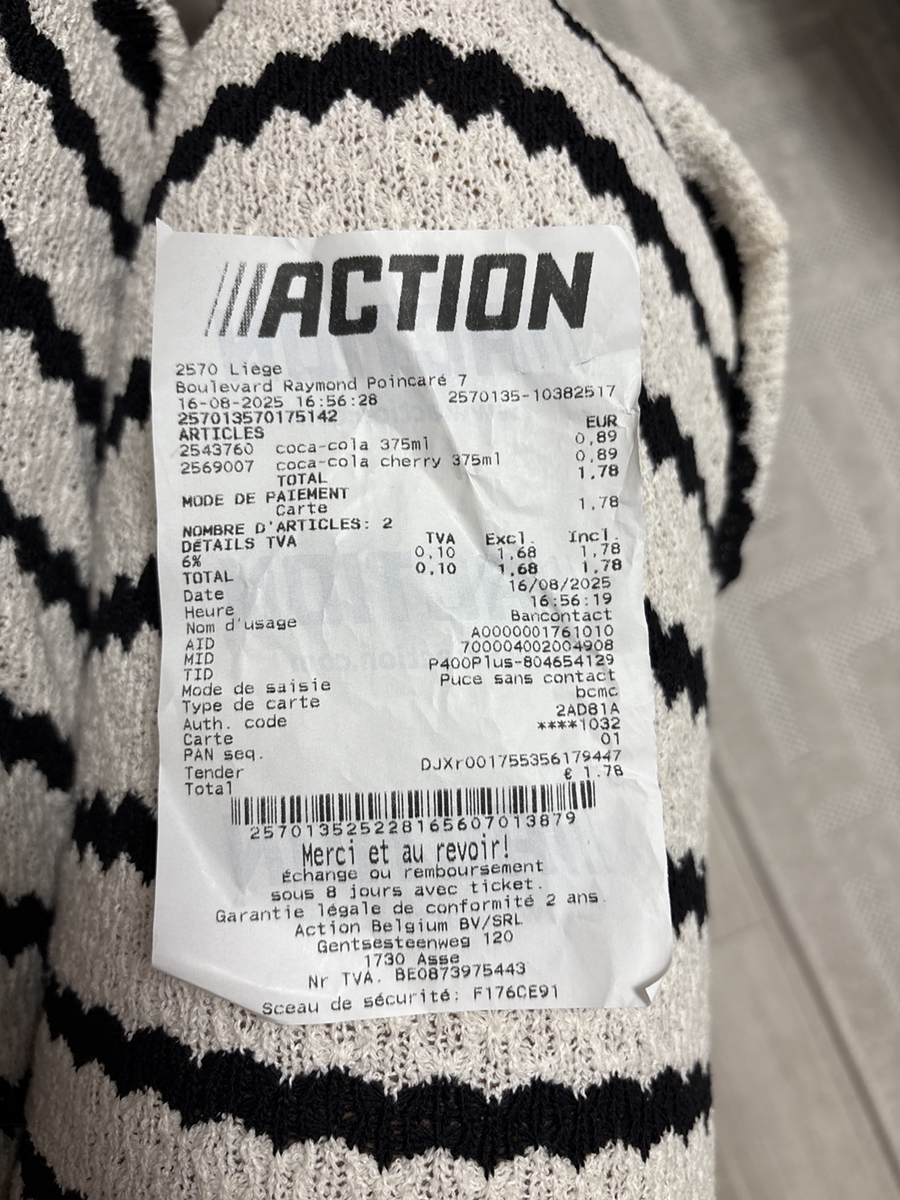 ACTION
2570 Liège
Boulevard Raymond Poincaré 7
16-08-2025 16:56:28 2570135-10382517
257013570175142
ARTICLES EUR
2543760 coca-cola 375ml 0,89
2569007 coca-cola cherry 375ml 0,89
TOTAL 1,78
MODE DE PAIEMENT
Carte 1,78
NOMBRE D'ARTICLES: 2
DÉTAILS TVA TVA Excl. Incl.
6% 0,10 1,68 1,78
TOTAL 0,10 1,68 1,78
Date 16/08/2025
Heure 16:56:19
Nom d'usage Bancontact
AID A0000001761010
MID 700004002004908
TID P400Plus-804654129
Mode de saisie Puce sans contact
Type de carte bcmc
Auth. code 2AD81A
Carte ****1032
PAN seq. 01
Tender DJXr001755356179447
Total € 1.78
257013525228165607013879
Merci et au revoir!
Échange ou remboursement
sous 8 jours avec ticket.
Garantie légale de conformité 2 ans.
Action Belgium BV/SRL
Gentsesteenweg 120
1730 Asse
Nr TVA. BE0873975443
Sceau de sécurité: F176CE91